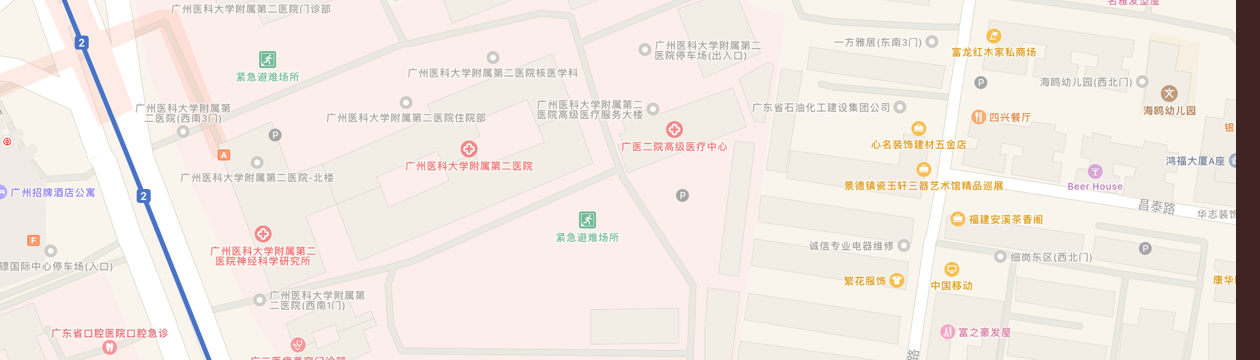 广州医科大学附属第二医院门诊部
名雅发型屋
2
紧急避难场所
广州医科大学附属第二医院核医学科
广州医科大学附属第二
医院停车场(出入口)
一方雅居(东南3门)
富龙红木家私商场
P
海鸥幼儿园(西北门)
海鸥幼儿园
广州医科大学附属第
二医院(西南3门)
P
广州医科大学附属第二医院住院部
广州医科大学附属第二
医院高级医疗服务大楼
广医二院高级医疗中心
广东省石油化工建设集团公司
四兴餐厅
银
心名装饰建材五金店
A
广州医科大学附属第二医院
广州医科大学附属第二医院-北楼
鸿福大厦A座
景德镇瓷玉轩三器艺术馆精品巡展
Beer House
广州招牌酒店公寓
2
P
昌泰路
华志装饰
紧急避难场所
福建安溪茶香阁
F
广州医科大学附属第二
医院神经科学研究所
诚信专业电器维修
P
细岗东区(西北门)
镖国际中心停车场(入口)
繁花服饰
中国移动
康华
广州医科大学附属第
二医院(西南1门)
广东省口腔医院口腔急诊
富之豪发屋
路